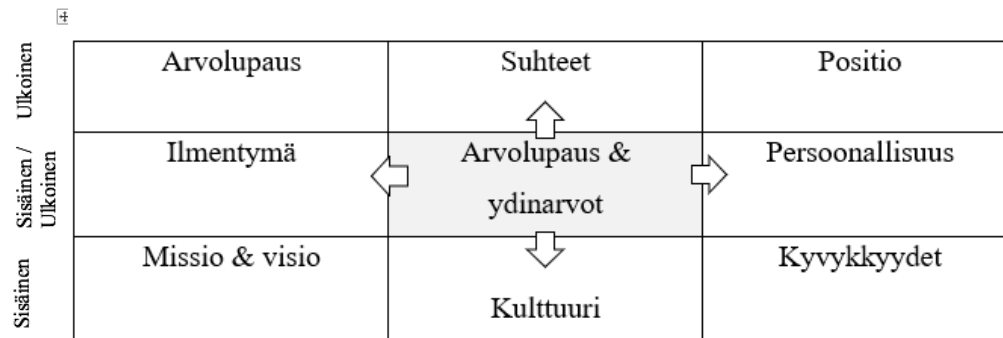 Ulkoinen
Arvolupaus
Suhteet
Positio
Sisäinen /
Ulkoinen
Ilmentymä
Arvolupaus &
ydinarvot
Persoonallisuus
Sisäinen
Missio & visio
Kulttuuri
Kyvykkyydet